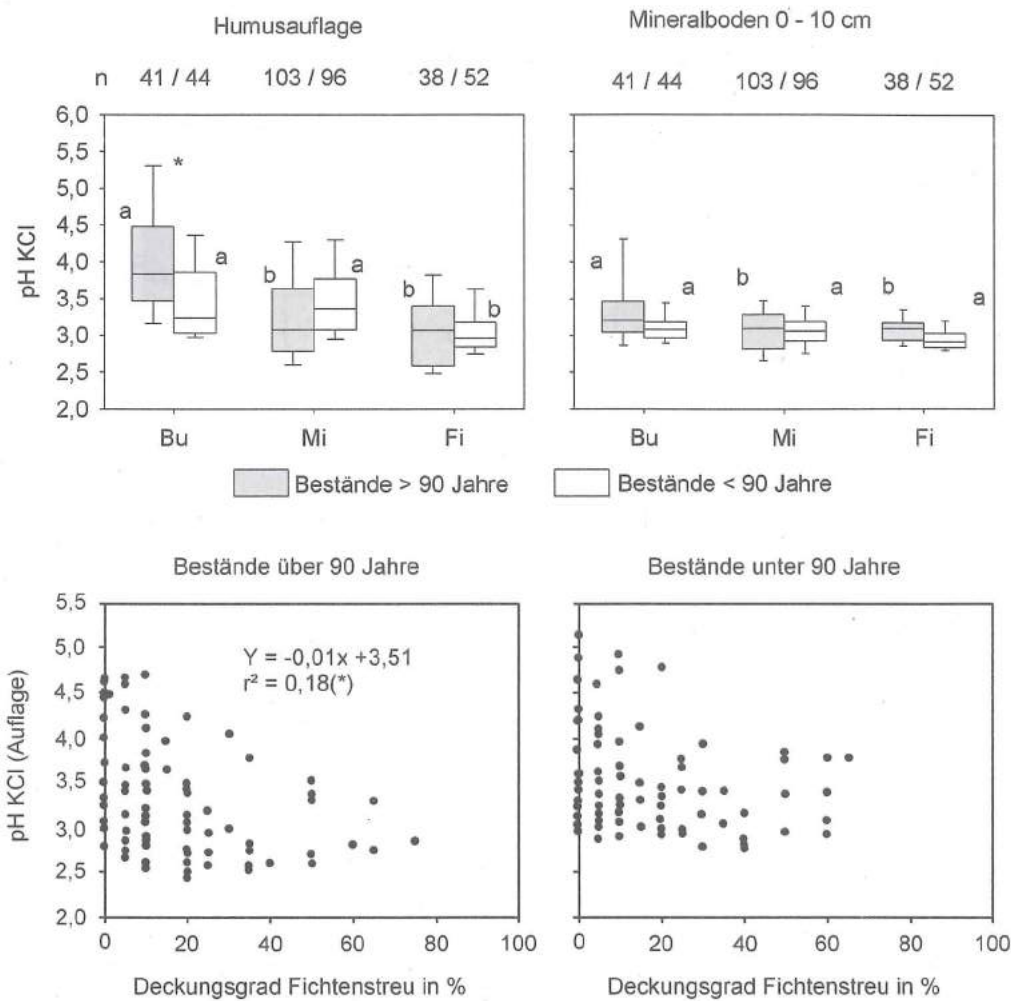 Humusauflage
Mineralboden 0 - 10 cm
n 41 / 44 103 / 96 38 / 52
41 / 44 103 / 96 38 / 52
pH KCl
6,0
5,5
5,0
4,5
4,0
3,5
3,0
2,5
2,0
*
a
a
b
a
b
b
a
a
b
a
b
a
Bu Mi Fi
Bu Mi Fi
Bestände > 90 Jahre
Bestände < 90 Jahre
Bestände über 90 Jahre
Bestände unter 90 Jahre
pH KCl (Auflage)
5,5
5,0
4,5
4,0
3,5
3,0
2,5
2,0
Y = -0,01x +3,51
r² = 0,18(*)
0 20 40 60 80 100
0 20 40 60 80 100
Deckungsgrad Fichtenstreu in %
Deckungsgrad Fichtenstreu in %